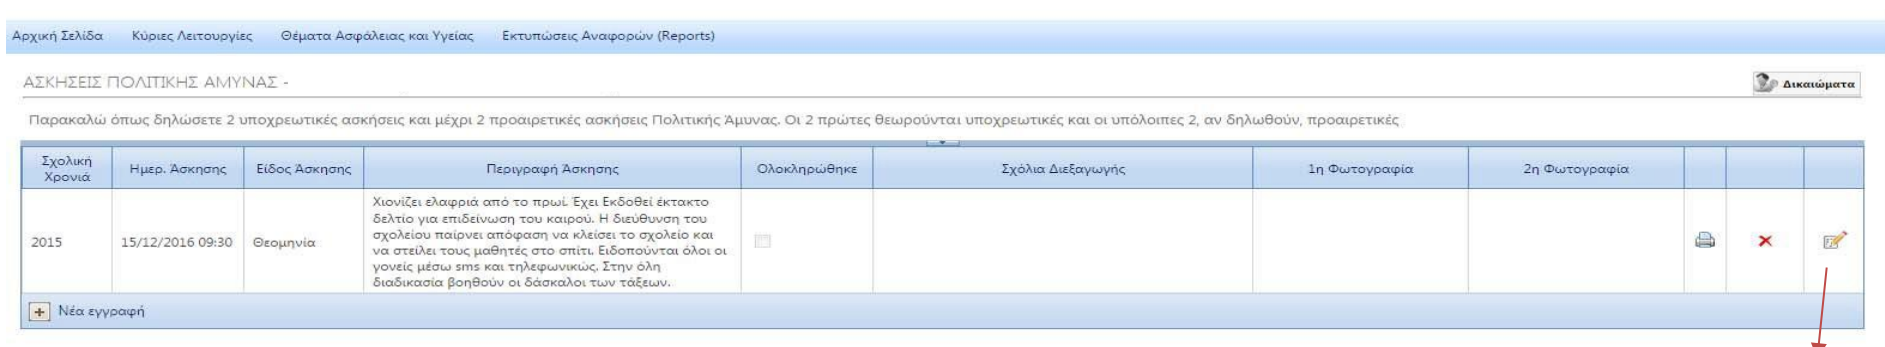 Αρχική Σελίδα Κύριες Λειτουργίες Θέματα Ασφάλειας και Υγείας Εκτυπώσεις Αναφορών (Reports)
ΑΣΚΗΣΕΙΣ ΠΟΛΙΤΙΚΗΣ ΑΜΥΝΑΣ -
Δικαιώματα
Παρακαλώ όπως δηλώσετε 2 υποχρεωτικές ασκήσεις και μέχρι 2 προαιρετικές ασκήσεις Πολιτικής Άμυνας. Οι 2 πρώτες θεωρούνται υποχρεωτικές και οι υπόλοιπες 2, αν δηλωθούν, προαιρετικές
Σχολική
Χρονιά
Ημερ. Άσκησης
Είδος Άσκησης
Περιγραφή Άσκησης
Ολοκληρώθηκε
Σχόλια Διεξαγωγής
1η Φωτογραφία
2η Φωτογραφία
2015
15/12/2016 09:30
Θεομηνία
Χιονίζει ελαφριά από το πρωί. Έχει Εκδοθεί έκτακτο
δελτίο για επιδείνωση του καιρού. Η διεύθυνση του
σχολείου παίρνει απόφαση να κλείσει το σχολείο και
να στείλει τους μαθητές στο σπίτι. Ειδοπούνται όλοι οι
γονείς μέσω sms και τηλεφωνικώς. Στην όλη
διαδικασία βοηθούν οι δάσκαλοι των τάξεων.
Νέα εγγραφή